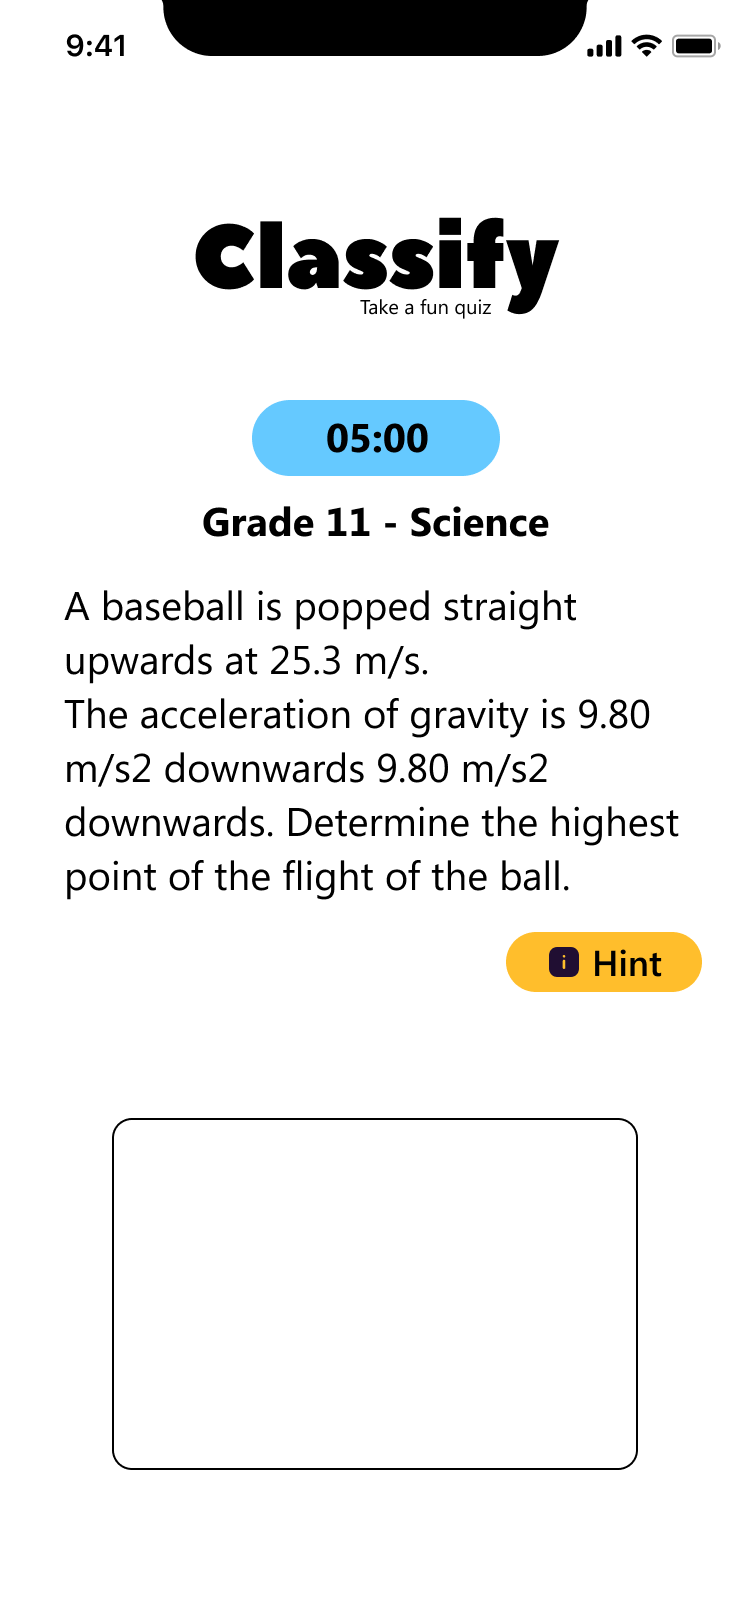 9:41
Classify
Take a fun quiz
05:00
Grade 11 - Science
A baseball is popped straight
upwards at 25.3 m/s.
The acceleration of gravity is 9.80
m/s2 downwards 9.80 m/s2
downwards. Determine the highest
point of the flight of the ball.
i Hint